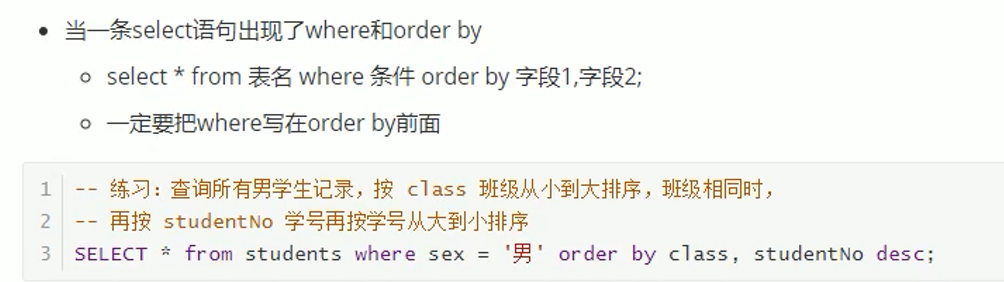 当一条select语句出现了where和order by
select * from 表名 where 条件 order by 字段1,字段2;
一定要把where写在order by前面
1 -- 练习：查询所有男学生记录，按 class 班级从小到大排序，班级相同时，
2 -- 再按 studentNo 学号再按学号从大到小排序
3 SELECT * from students where sex = '男' order by class, studentNo desc;